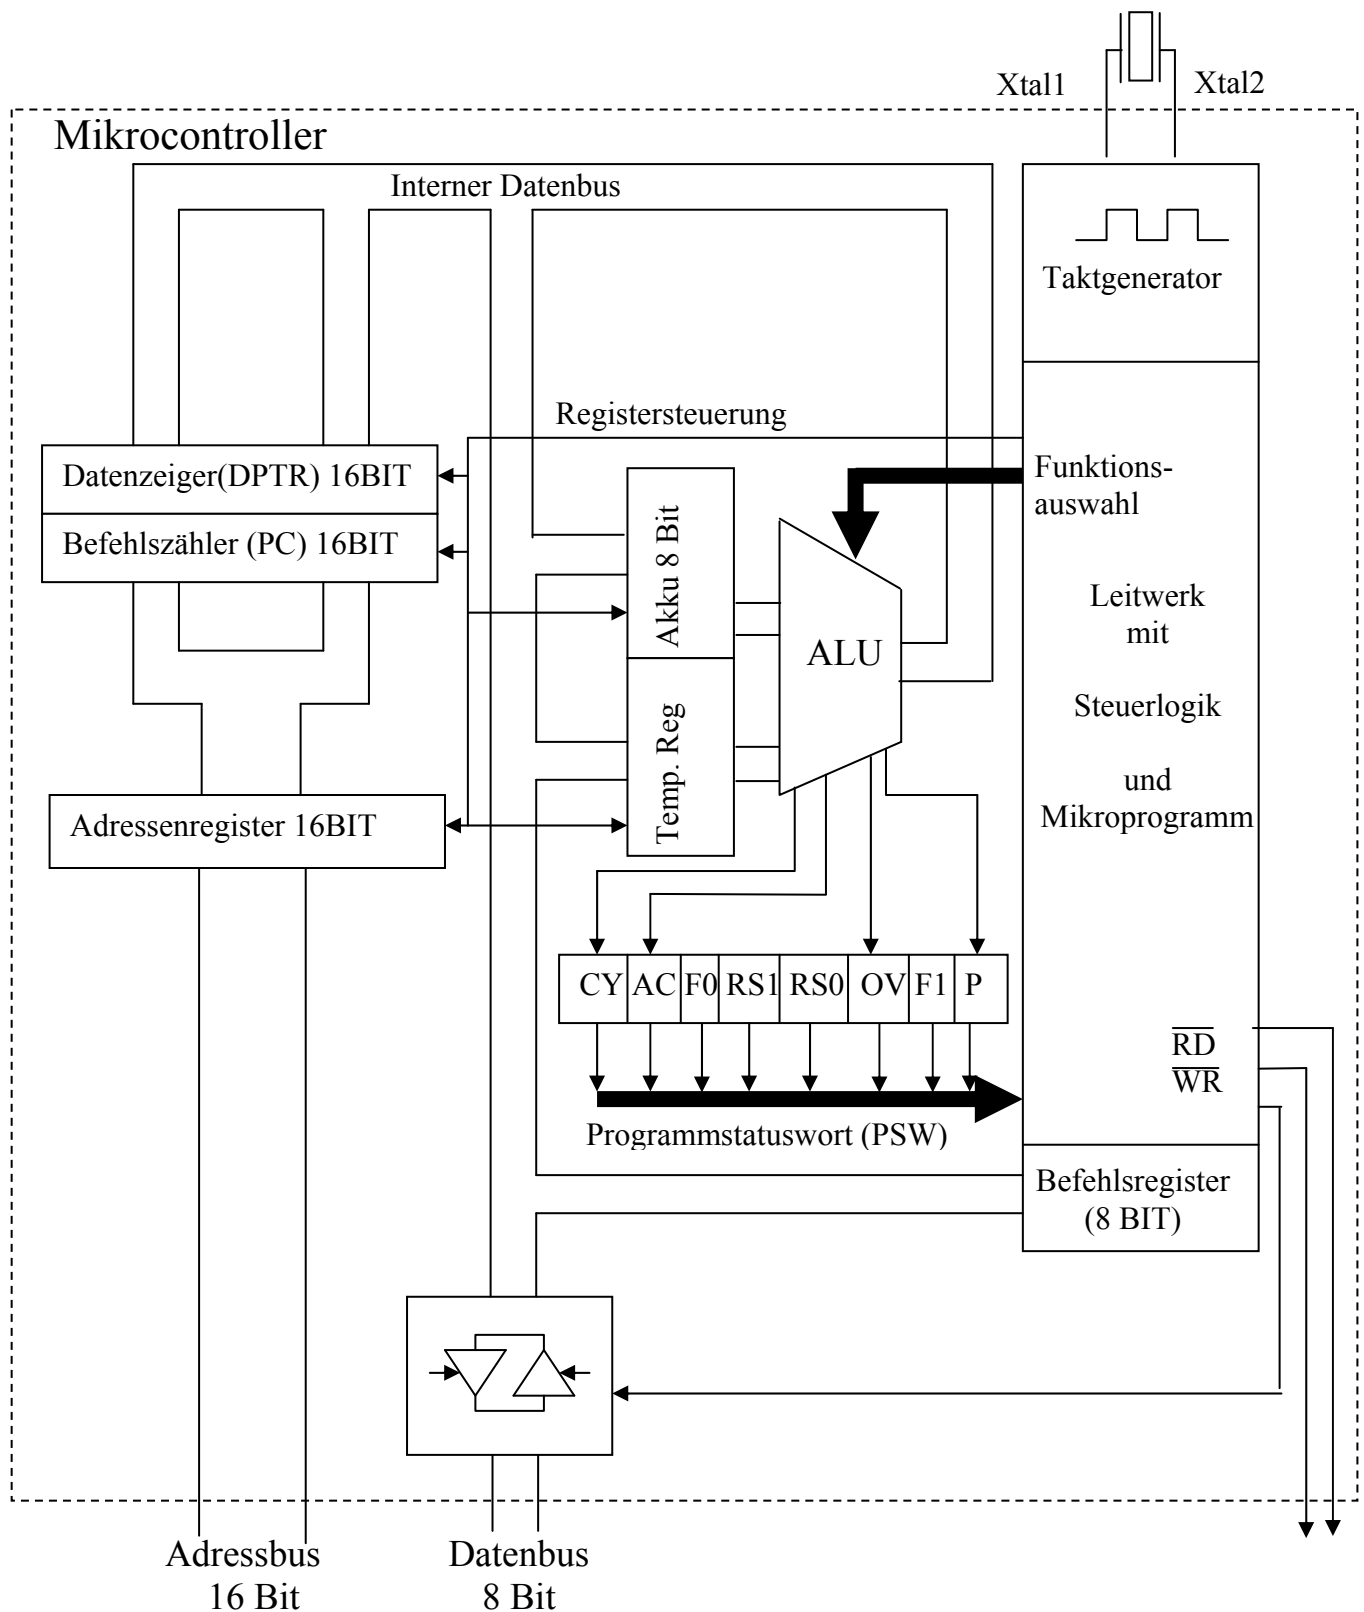 Xtal1
Xtal2
Mikrocontroller
Interner Datenbus
Taktgenerator
Registersteuerung
Funktions-
auswahl
Datenzeiger(DPTR) 16BIT
Befehlszähler (PC) 16BIT
Akku 8 Bit
Temp. Reg
ALU
Leitwerk
mit
Steuerlogik
und
Mikroprogramm
Adressenregister 16BIT
CY AC F0 RS1 RS0 OV F1 P
RD
WR
Programmstatuswort (PSW)
Befehlsregister
(8 BIT)
Adressbus
16 Bit
Datenbus
8 Bit